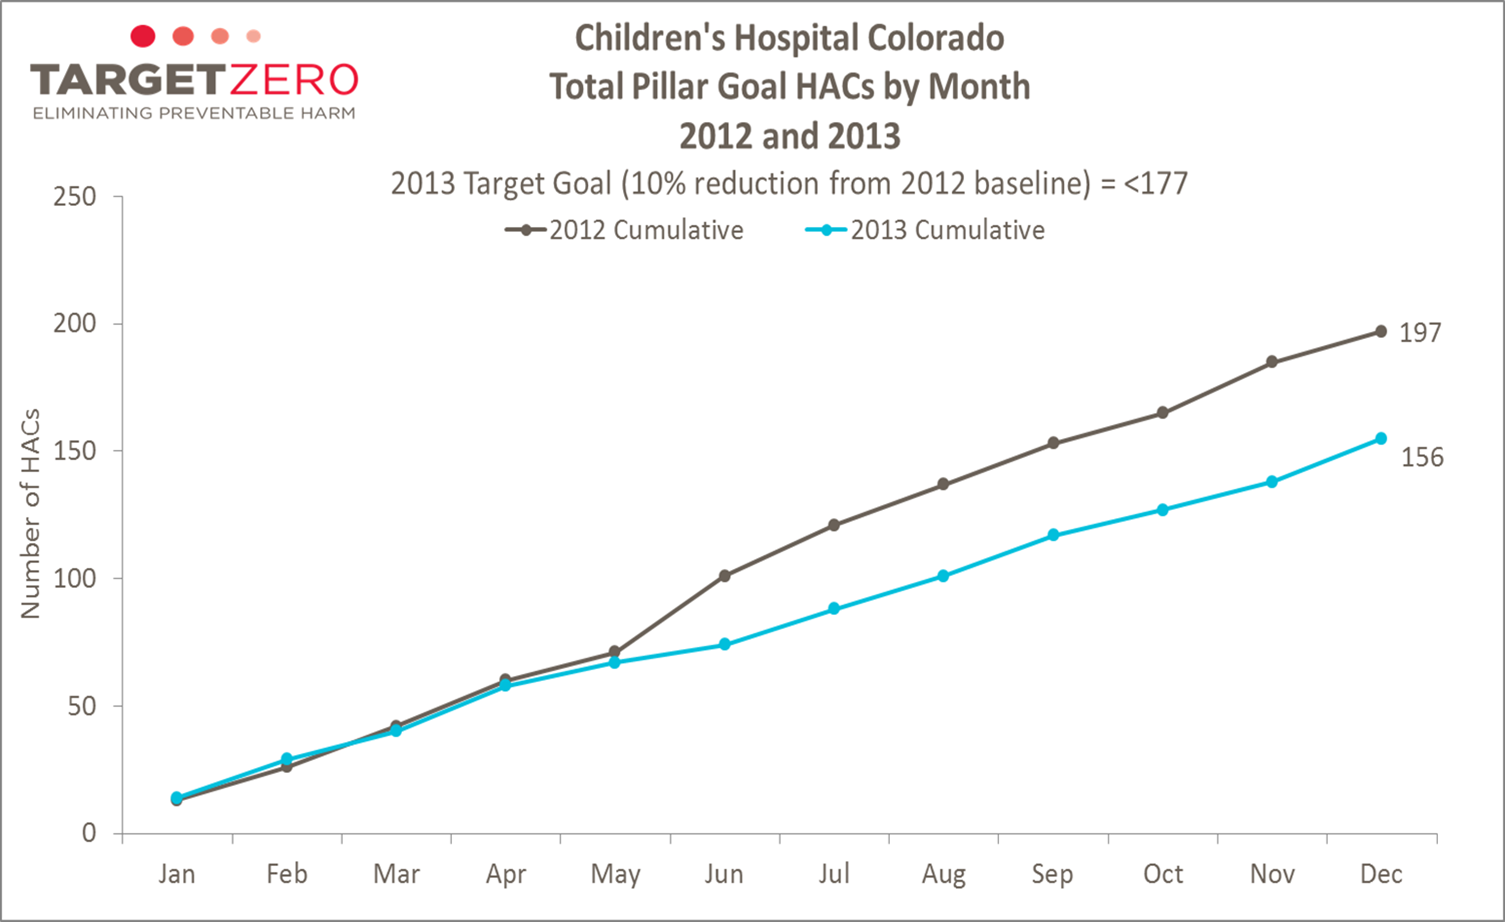 TARGETZERO
ELIMINATING PREVENTABLE HARM
Children's Hospital Colorado
Total Pillar Goal HACs by Month
2012 and 2013
2013 Target Goal (10% reduction from 2012 baseline) = <177
2012 Cumulative 2013 Cumulative
Number of HACs
250
200
150
100
50
0
197
156
Jan Feb Mar Apr May Jun Jul Aug Sep Oct Nov Dec